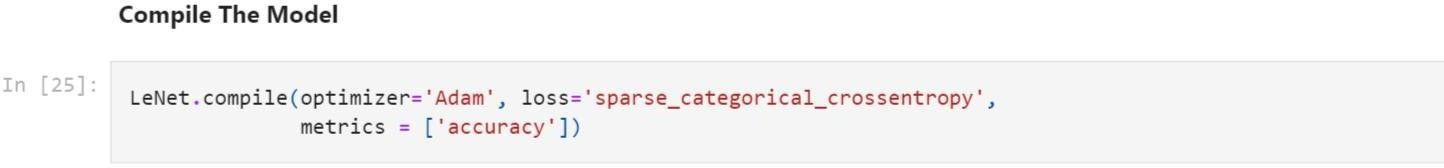 Compile The Model
In [25]:
LeNet.compile(optimizer='Adam', loss='sparse_categorical_crossentropy',
metrics = ['accuracy'])